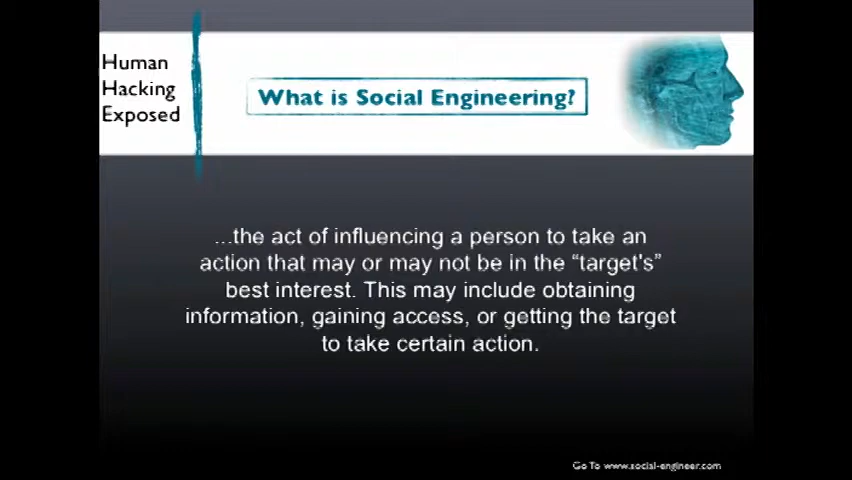 Human
Hacking
Exposed
What is Social Engineering?
...the act of influencing a person to take an
action that may or may not be in the “target's”
best interest. This may include obtaining
information, gaining access, or getting the target
to take certain action.
Go To www.social-engineer.com